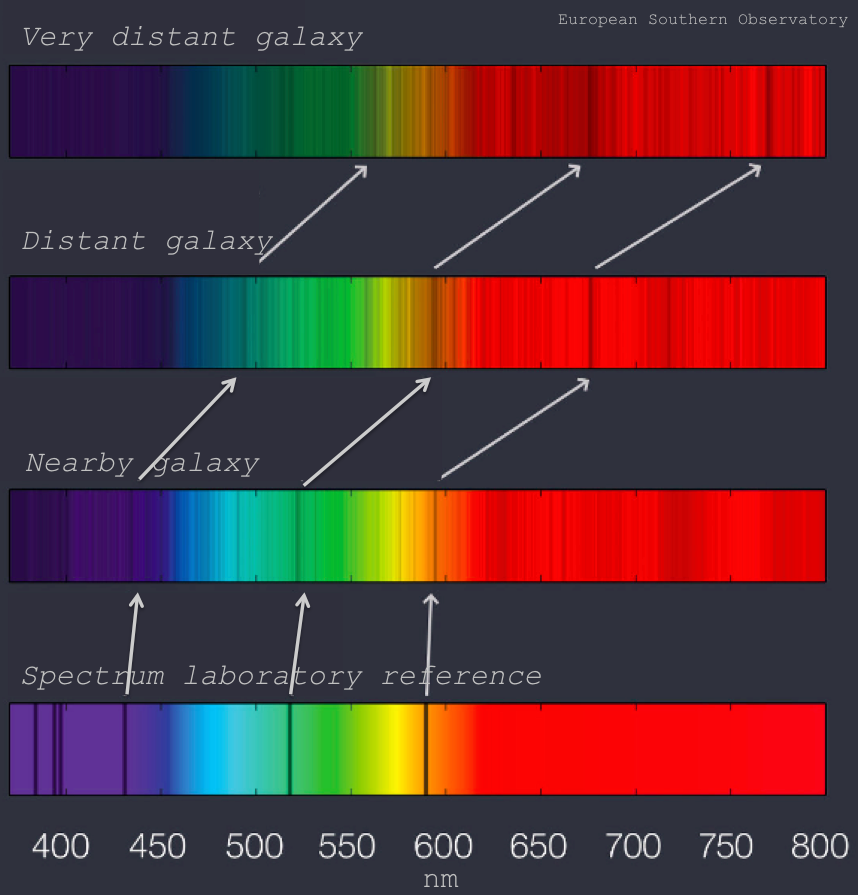 European Southern Observatory
Very distant galaxy
Distant galaxy
Nearby galaxy
Spectrum laboratory reference
400 450 500 550 600 650 700 750 800
nm